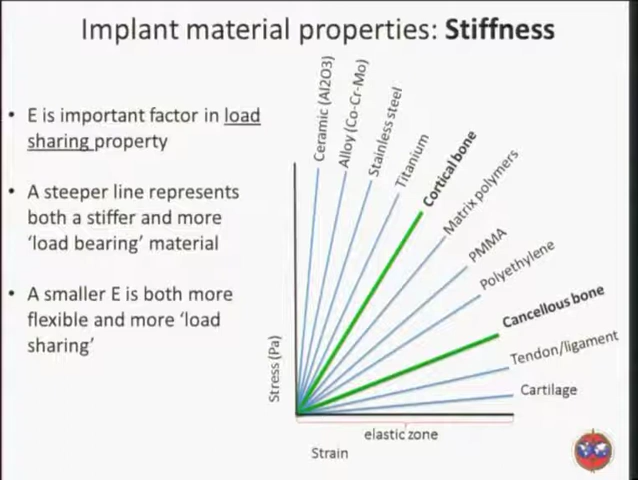 Implant material properties: Stiffness
• E is important factor in load
sharing property
• A steeper line represents
both a stiffer and more
‘load bearing’ material
• A smaller E is both more
flexible and more ‘load
sharing’
Ceramic (Al2O3)
Alloy (Co-Cr-Mo)
Stainless steel
Titanium
Cortical bone
Matrix polymers
PMMA
Polyethylene
Cancellous bone
Tendon/ligament
Cartilage
Stress (Pa)
elastic zone
Strain